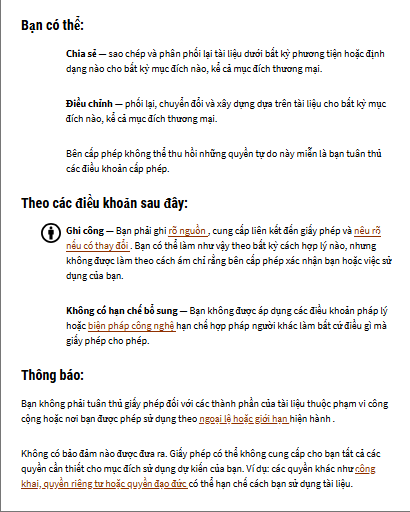 Bạn có thể:
Chia sẻ — sao chép và phân phối lại tài liệu dưới bất kỳ phương tiện hoặc định
dạng nào cho bất kỳ mục đích nào, kể cả mục đích thương mại.
Điều chỉnh — phối lại, chuyển đổi và xây dựng dựa trên tài liệu cho bất kỳ mục
đích nào, kể cả mục đích thương mại.
Bên cấp phép không thể thu hồi những quyền tự do này miễn là bạn tuân thủ
các điều khoản cấp phép.
Theo các điều khoản sau đây:
Ghi công — Bạn phải ghi rõ nguồn , cung cấp liên kết đến giấy phép và nêu rõ
nếu có thay đổi . Bạn có thể làm như vậy theo bất kỳ cách hợp lý nào, nhưng
không được làm theo cách ám chỉ rằng bên cấp phép xác nhận bạn hoặc việc sử
dụng của bạn.
Không có hạn chế bổ sung — Bạn không được áp dụng các điều khoản pháp lý
hoặc biện pháp công nghệ hạn chế hợp pháp người khác làm bất cứ điều gì mà
giấy phép cho phép.
Thông báo:
Bạn không phải tuân thủ giấy phép đối với các thành phần của tài liệu thuộc phạm vi công
cộng hoặc nơi bạn được phép sử dụng theo ngoại lệ hoặc giới hạn hiện hành .
Không có bảo đảm nào được đưa ra. Giấy phép có thể không cung cấp cho bạn tất cả các
quyền cần thiết cho mục đích sử dụng dự kiến của bạn. Ví dụ: các quyền khác như công
khai, quyền riêng tư hoặc quyền đạo đức có thể hạn chế cách bạn sử dụng tài liệu.